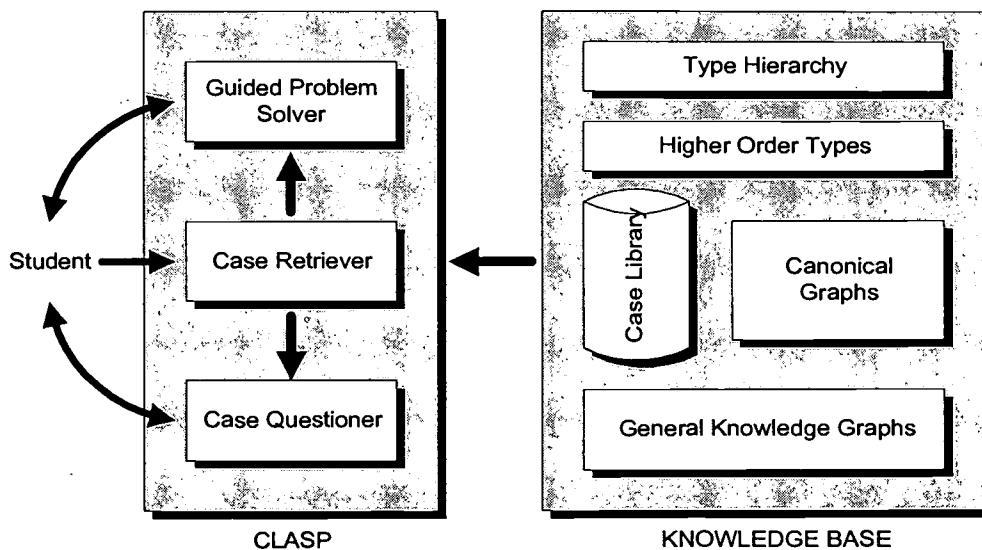 Guided Problem
Solver
Student
Case Retriever
Case Questioner
CLASP
Type Hierarchy
Higher Order Types
Case Library
Canonical
Graphs
General Knowledge Graphs
KNOWLEDGE BASE